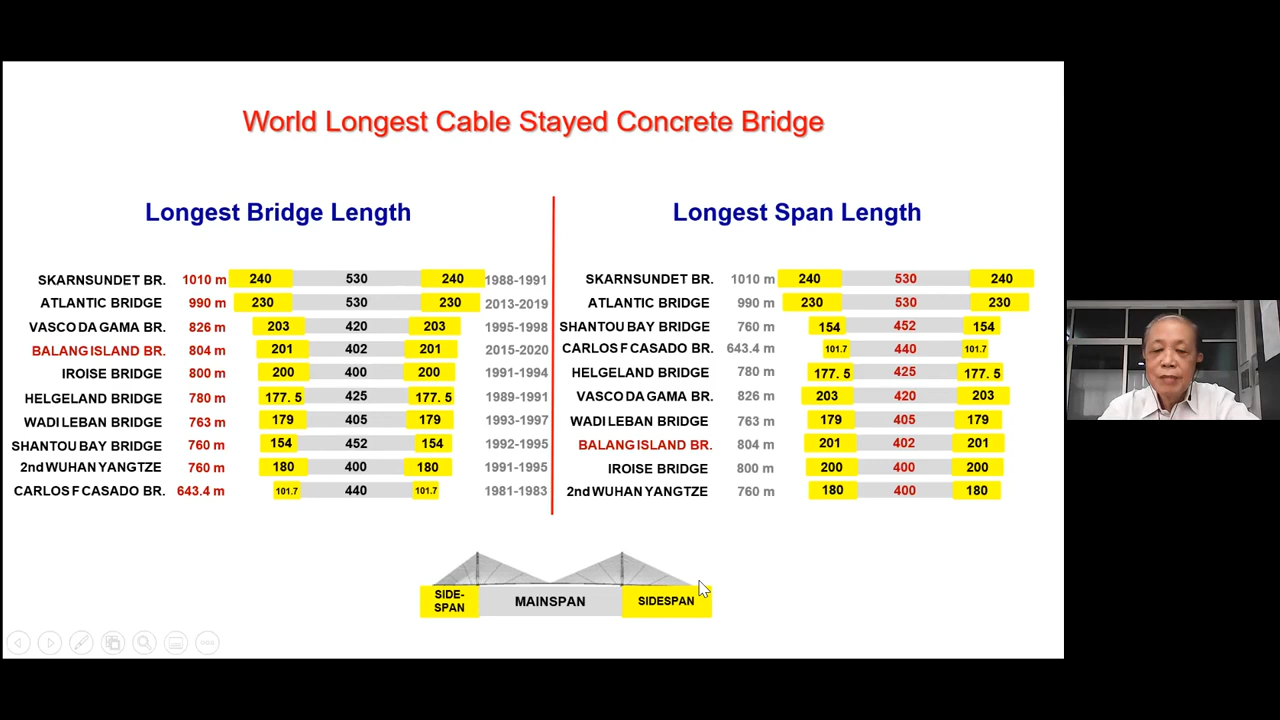 World Longest Cable Stayed Concrete Bridge
Longest Bridge Length
SKARNSUNDET BR. 1010 m 240 530 240 1988-1991
ATLANTIC BRIDGE 990 m 230 530 230 2013-2019
VASCO DA GAMA BR. 826 m 203 420 203 1995-1998
BALANG ISLAND BR. 804 m 201 402 201 2015-2020
IROISE BRIDGE 800 m 200 400 200 1991-1994
HELGELAND BRIDGE 780 m 177. 5 425 177. 5 1989-1991
WADI LEBAN BRIDGE 763 m 179 405 179 1993-1997
SHANTOU BAY BRIDGE 760 m 154 452 154 1992-1995
2nd WUHAN YANGTZE 760 m 180 400 180 1991-1995
CARLOS F CASADO BR. 643.4 m 101.7 440 101.7 1981-1983
Longest Span Length
SKARNSUNDET BR. 1010 m 240 530 240
ATLANTIC BRIDGE 990 m 230 530 230
SHANTOU BAY BRIDGE 760 m 154 452 154
CARLOS F CASADO BR. 643.4 m 101.7 440 101.7
HELGELAND BRIDGE 780 m 177. 5 425 177. 5
VASCO DA GAMA BR. 826 m 203 420 203
WADI LEBAN BRIDGE 763 m 179 405 179
BALANG ISLAND BR. 804 m 201 402 201
IROISE BRIDGE 800 m 200 400 200
2nd WUHAN YANGTZE 760 m 180 400 180
SIDE-
SPAN
MAINSPAN
SIDESPAN